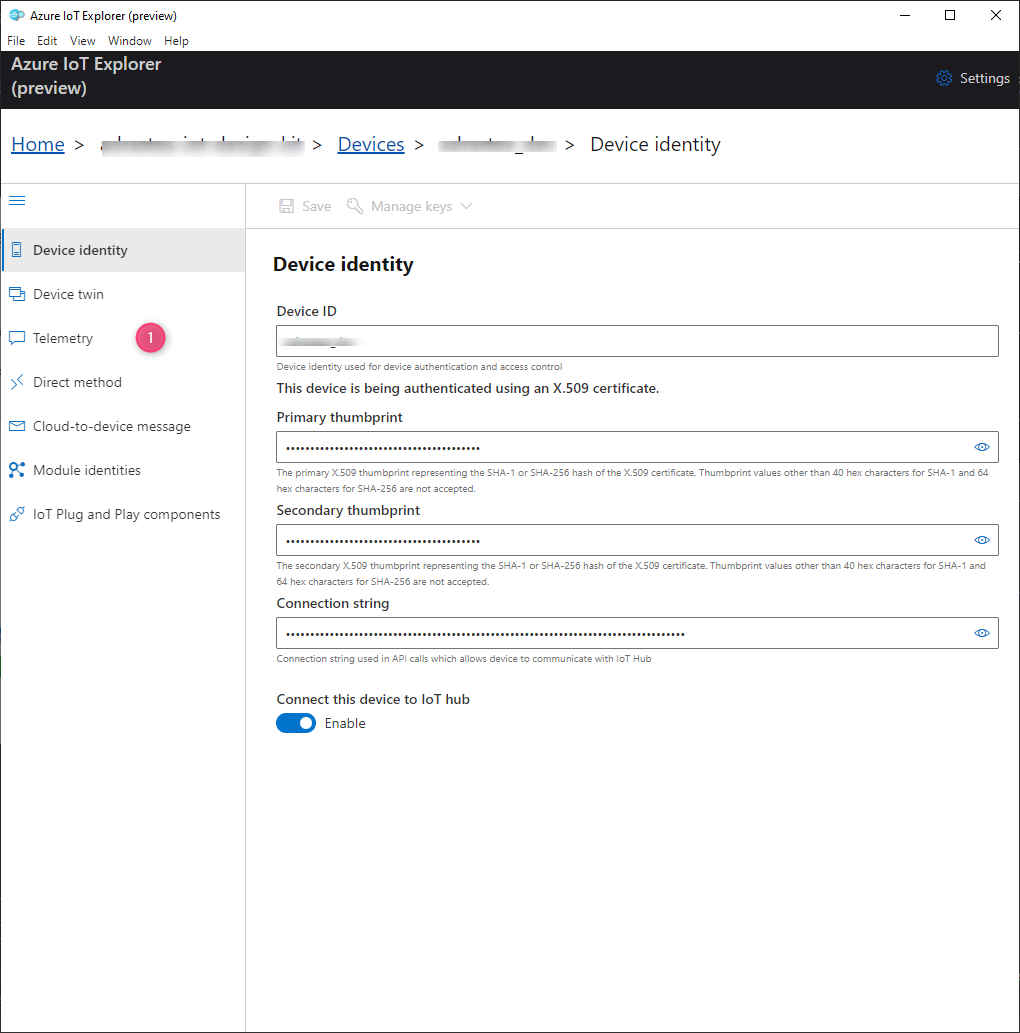 Azure IoT Explorer (preview)
File Edit View Window Help
Azure IoT Explorer
(preview)
Settings
Home > > Devices > > Device identity
Save Manage keys
Device identity
Device twin
Telemetry 1
Direct method
Cloud-to-device message
Module identities
IoT Plug and Play components
Device identity
Device ID
Device identity used for device authentication and access control
This device is being authenticated using an X.509 certificate.
Primary thumbprint
••••••••••••••••••••••••••••••••••••••••
The primary X.509 thumbprint representing the SHA-1 or SHA-256 hash of the X.509 certificate. Thumbprint values other than 40 hex characters for SHA-1 and 64
hex characters for SHA-256 are not accepted.
Secondary thumbprint
••••••••••••••••••••••••••••••••••••••••
The secondary X.509 thumbprint representing the SHA-1 or SHA-256 hash of the X.509 certificate. Thumbprint values other than 40 hex characters for SHA-1 and
64 hex characters for SHA-256 are not accepted.
Connection string
••••••••••••••••••••••••••••••••••••••••••••••••••••••••••••••••••••••••••••••••••
Connection string used in API calls which allows device to communicate with IoT Hub
Connect this device to IoT hub
Enable